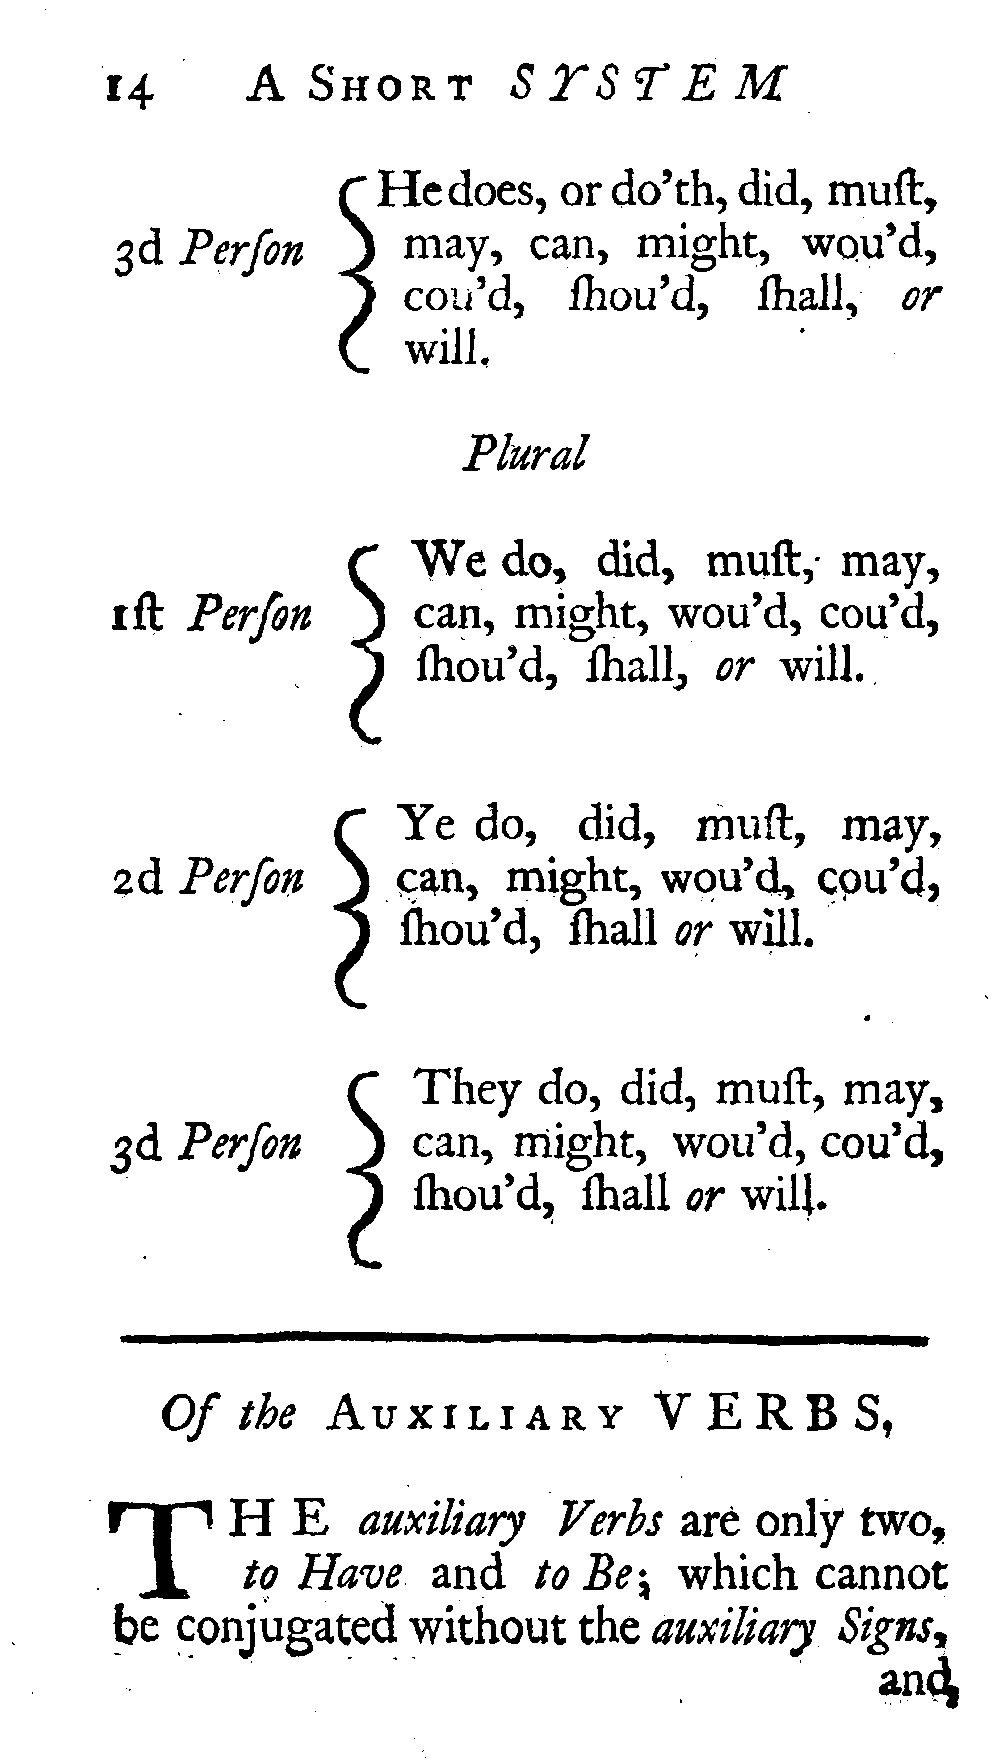 14 A SHORT SYSTEM
He does, or do'th, did, muſt,
3d Perſon may, can, might, wou'd,
cou'd, ſhou'd, ſhall, or
will.
Plural
We do, did, muſt, may,
1ſt Perſon can, might, wou'd, cou'd,
ſhou'd, ſhall, or will.
Ye do, did, muſt, may,
2d Perſon can, might, wou'd, cou'd,
ſhou'd, ſhall or will.
They do, did, muſt, may,
3d Perſon can, might, wou'd, cou'd,
ſhou'd, ſhall or will.
Of the AUXILIARY VERBS,
THE auxiliary Verbs are only two,
to Have and to Be; which cannot
be conjugated without the auxiliary Signs,
and,